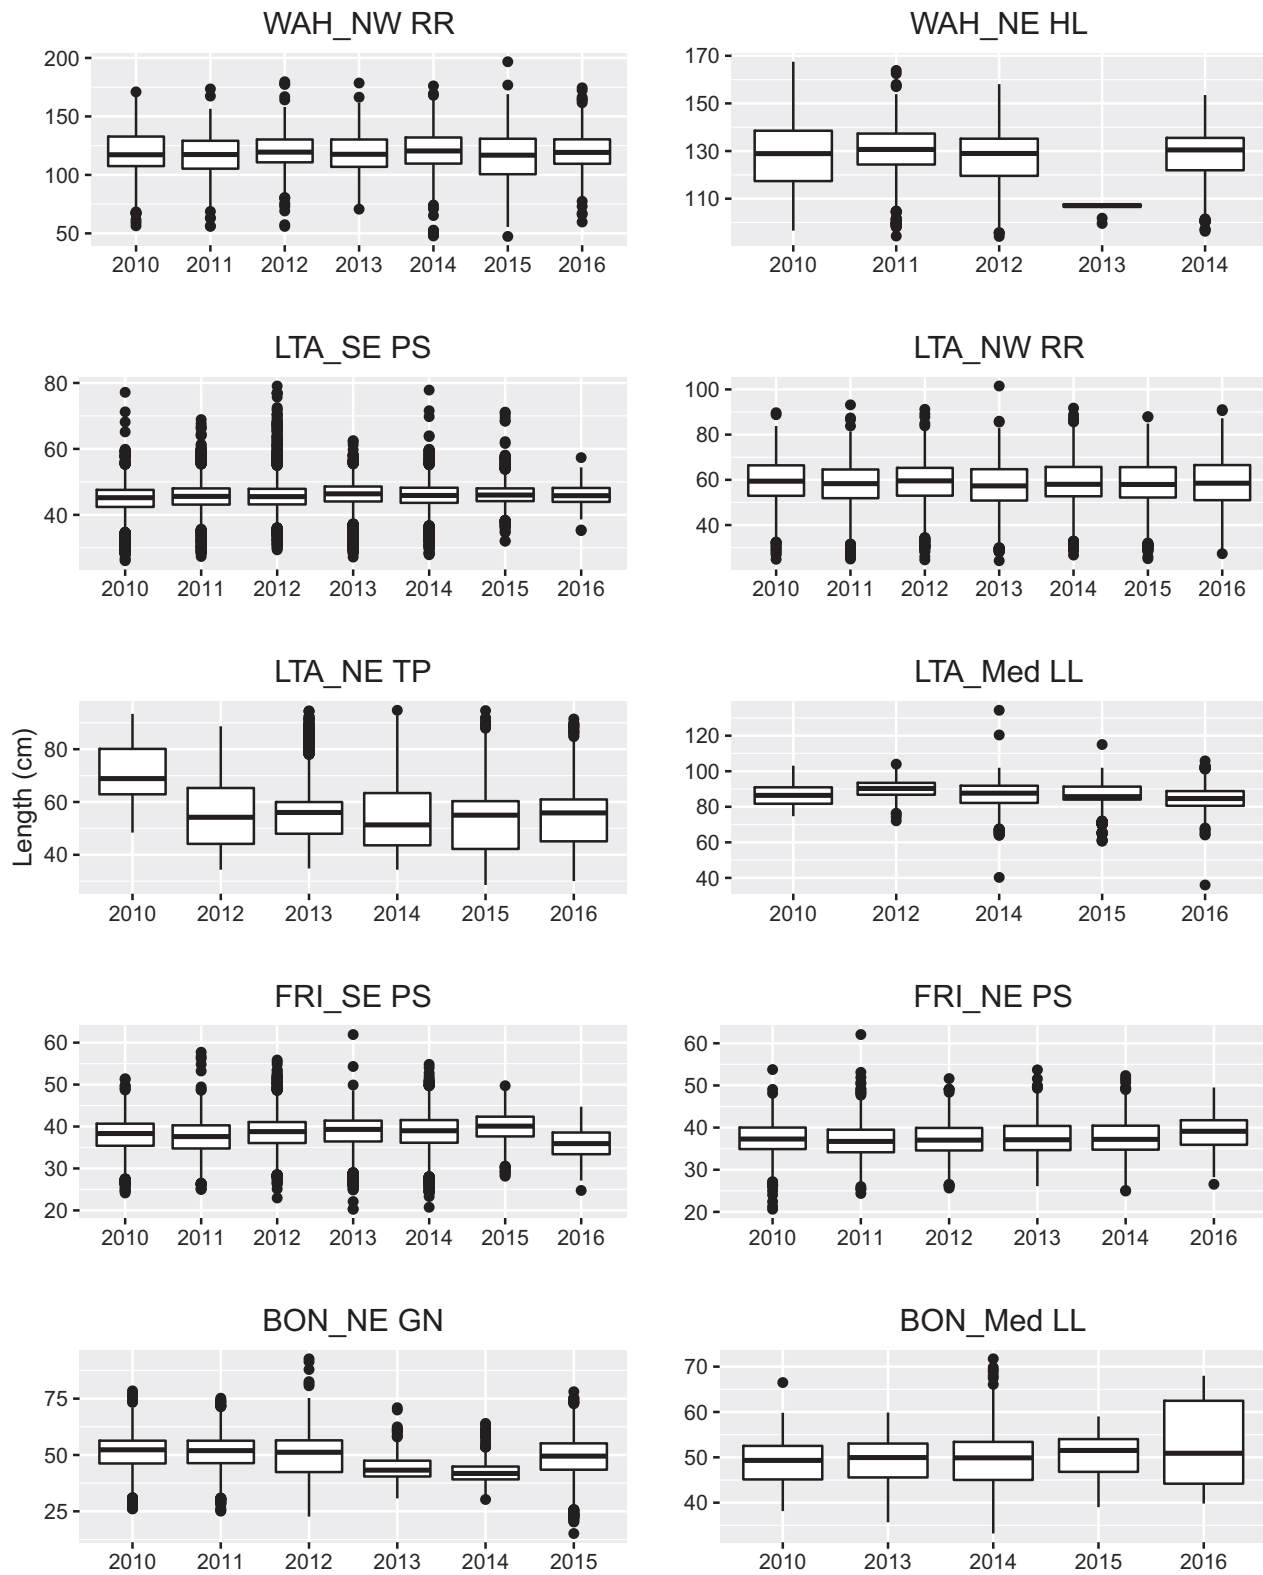 WAH_NW RR
200
150
100
50
2010 2011 2012 2013 2014 2015 2016
WAH_NE HL
170
150
130
110
2010 2011 2012 2013 2014
LTA_SE PS
80
60
40
2010 2011 2012 2013 2014 2015 2016
LTA_NW RR
100
80
60
40
2010 2011 2012 2013 2014 2015 2016
Length (cm)
LTA_NE TP
80
60
40
2010 2012 2013 2014 2015 2016
LTA_Med LL
120
100
80
60
40
2010 2012 2014 2015 2016
FRI_SE PS
60
50
40
30
20
2010 2011 2012 2013 2014 2015 2016
FRI_NE PS
60
50
40
30
20
2010 2011 2012 2013 2014 2016
BON_NE GN
75
50
25
2010 2011 2012 2013 2014 2015
BON_Med LL
70
60
50
40
2010 2013 2014 2015 2016